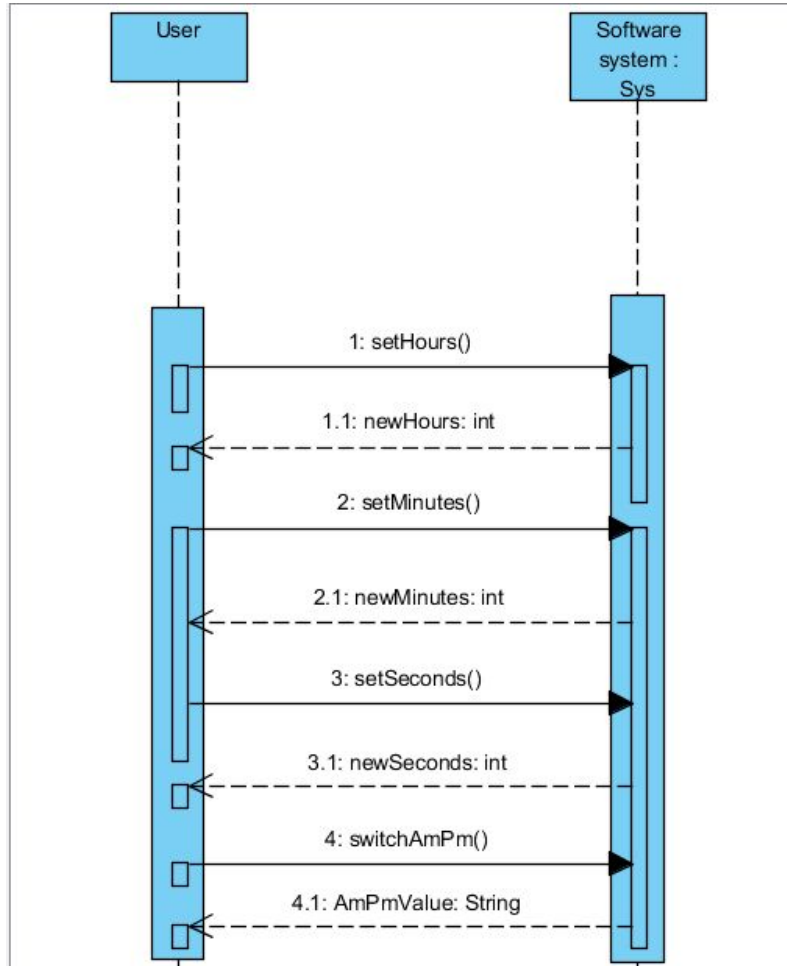 User
Software
system :
Sys
1: setHours()
1.1: newHours: int
2: setMinutes()
2.1: newMinutes: int
3: setSeconds()
3.1: newSeconds: int
4: switchAmPm()
4.1: AmPmValue: String